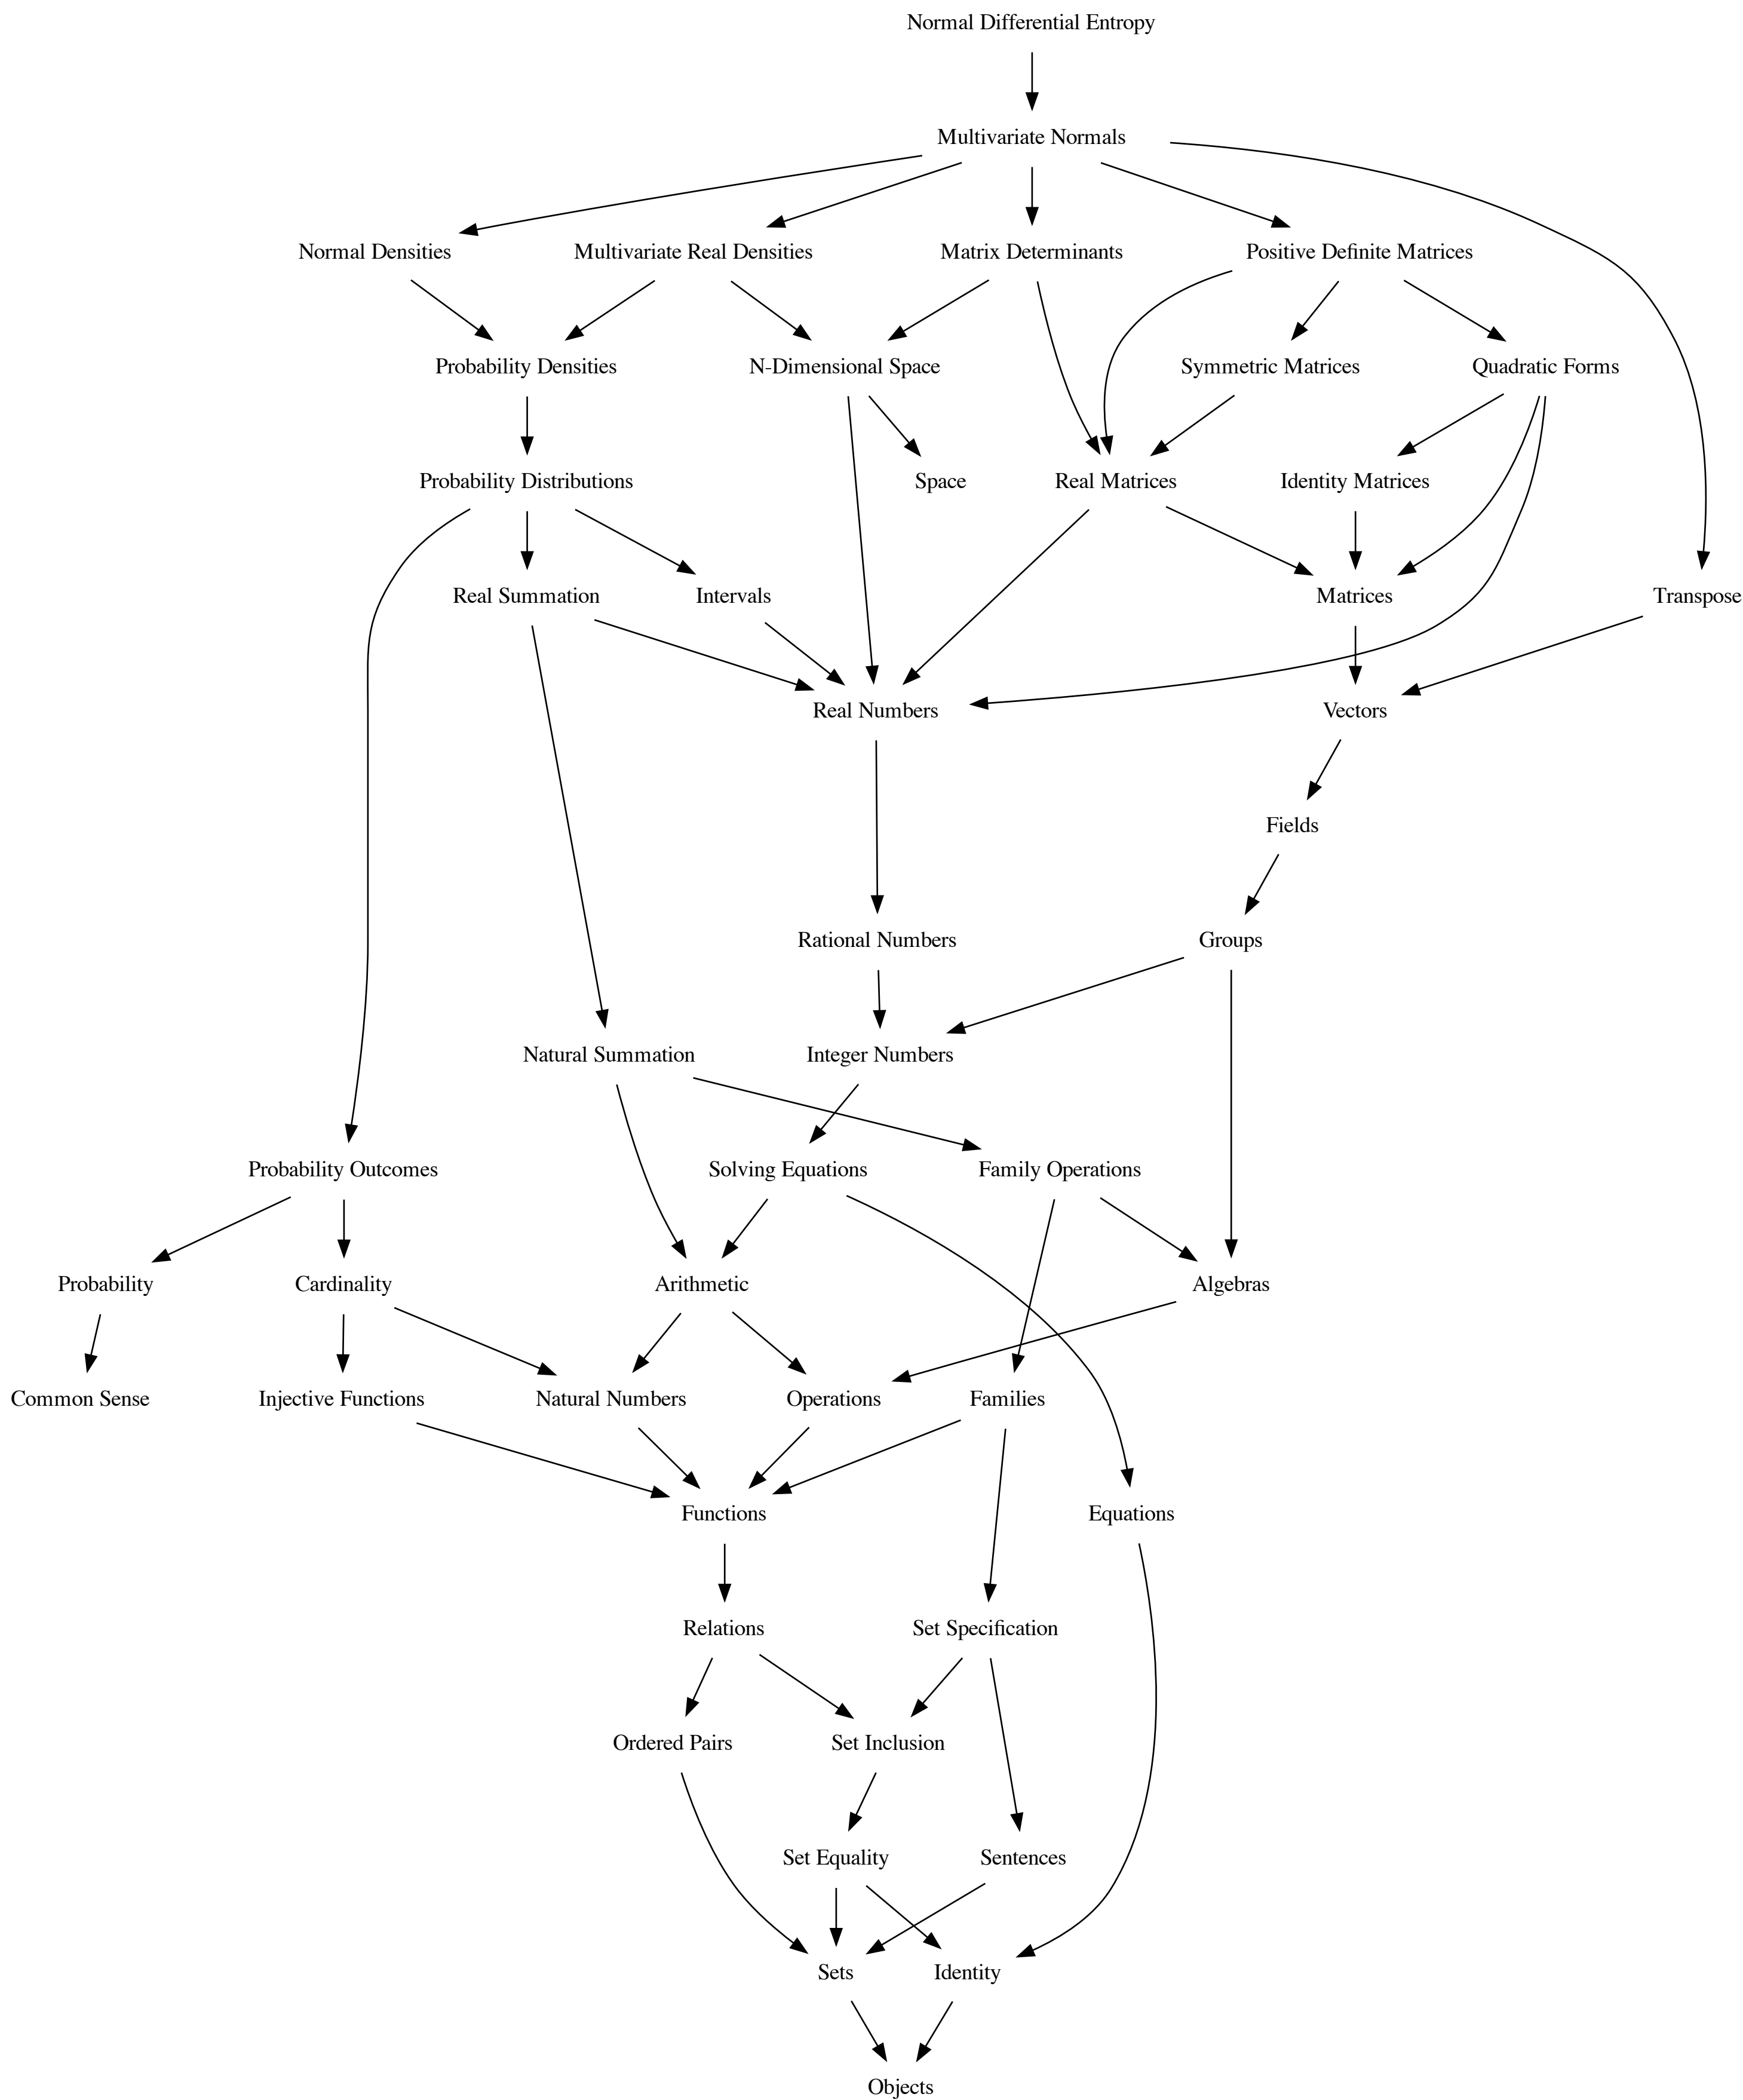 Normal Differential Entropy
Multivariate Normals
Normal Densities
Multivariate Real Densities
Matrix Determinants
Positive Definite Matrices
Probability Densities
N-Dimensional Space
Symmetric Matrices
Quadratic Forms
Probability Distributions
Space
Real Matrices
Identity Matrices
Real Summation
Intervals
Matrices
Transpose
Real Numbers
Vectors
Fields
Rational Numbers
Groups
Natural Summation
Integer Numbers
Probability Outcomes
Solving Equations
Family Operations
Probability
Cardinality
Arithmetic
Algebras
Common Sense
Injective Functions
Natural Numbers
Operations
Families
Functions
Equations
Relations
Set Specification
Ordered Pairs
Set Inclusion
Set Equality
Sentences
Sets
Identity
Objects